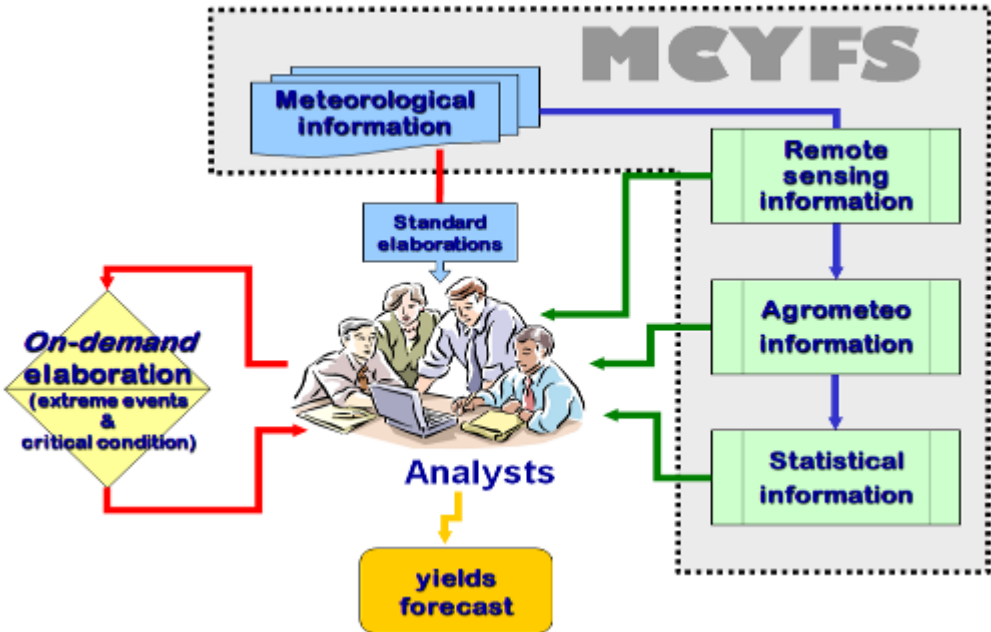 MCYFS
Meteorological
information
Remote
sensing
information
Standard
elaborations
Agrometeo
information
On-demand
elaboration
(extreme events
&
critical condition)
Statistical
information
Analysts
yields
forecast